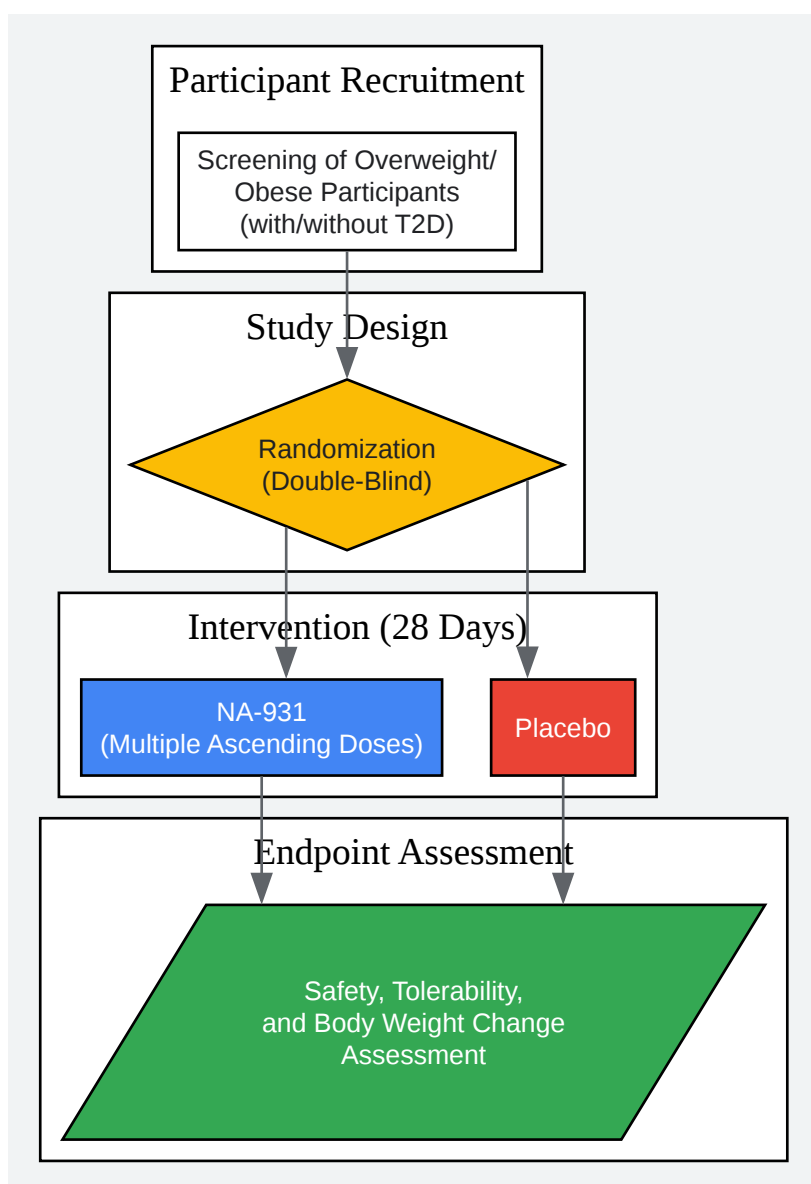 Participant Recruitment
Screening of Overweight/
Obese Participants
(with/without T2D)
Study Design
Randomization
(Double-Blind)
Intervention (28 Days)
NA-931
(Multiple Ascending Doses)
Placebo
Endpoint Assessment
Safety, Tolerability,
and Body Weight Change
Assessment